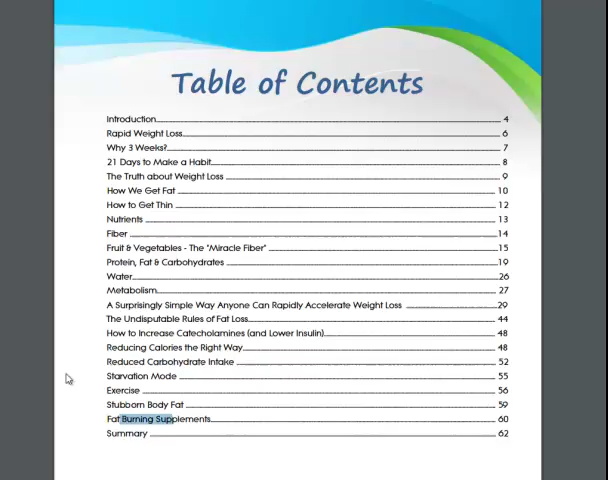 Table of Contents
Introduction 4
Rapid Weight Loss 6
Why 3 Weeks? 7
21 Days to Make a Habit 8
The Truth about Weight Loss 9
How We Get Fat 10
How to Get Thin 12
Nutrients 13
Fiber 14
Fruit & Vegetables - The "Miracle Fiber" 15
Protein, Fat & Carbohydrates 19
Water 26
Metabolism 27
A Surprisingly Simple Way Anyone Can Rapidly Accelerate Weight Loss 29
The Undisputable Rules of Fat Loss 44
How to Increase Catecholamines (and Lower Insulin) 48
Reducing Calories the Right Way 48
Reduced Carbohydrate Intake 52
Starvation Mode 55
Exercise 56
Stubborn Body Fat 59
Fat Burning Supplements 60
Summary 62